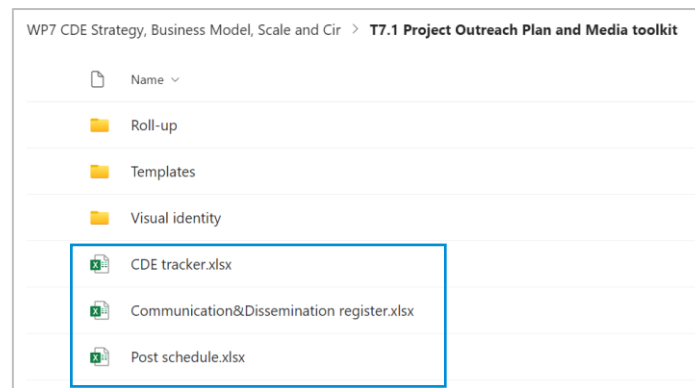 WP7 CDE Strategy, Business Model, Scale and Cir > T7.1 Project Outreach Plan and Media toolkit
Name
Roll-up
Templates
Visual identity
CDE tracker.xlsx
Communication&Dissemination register.xlsx
Post schedule.xlsx